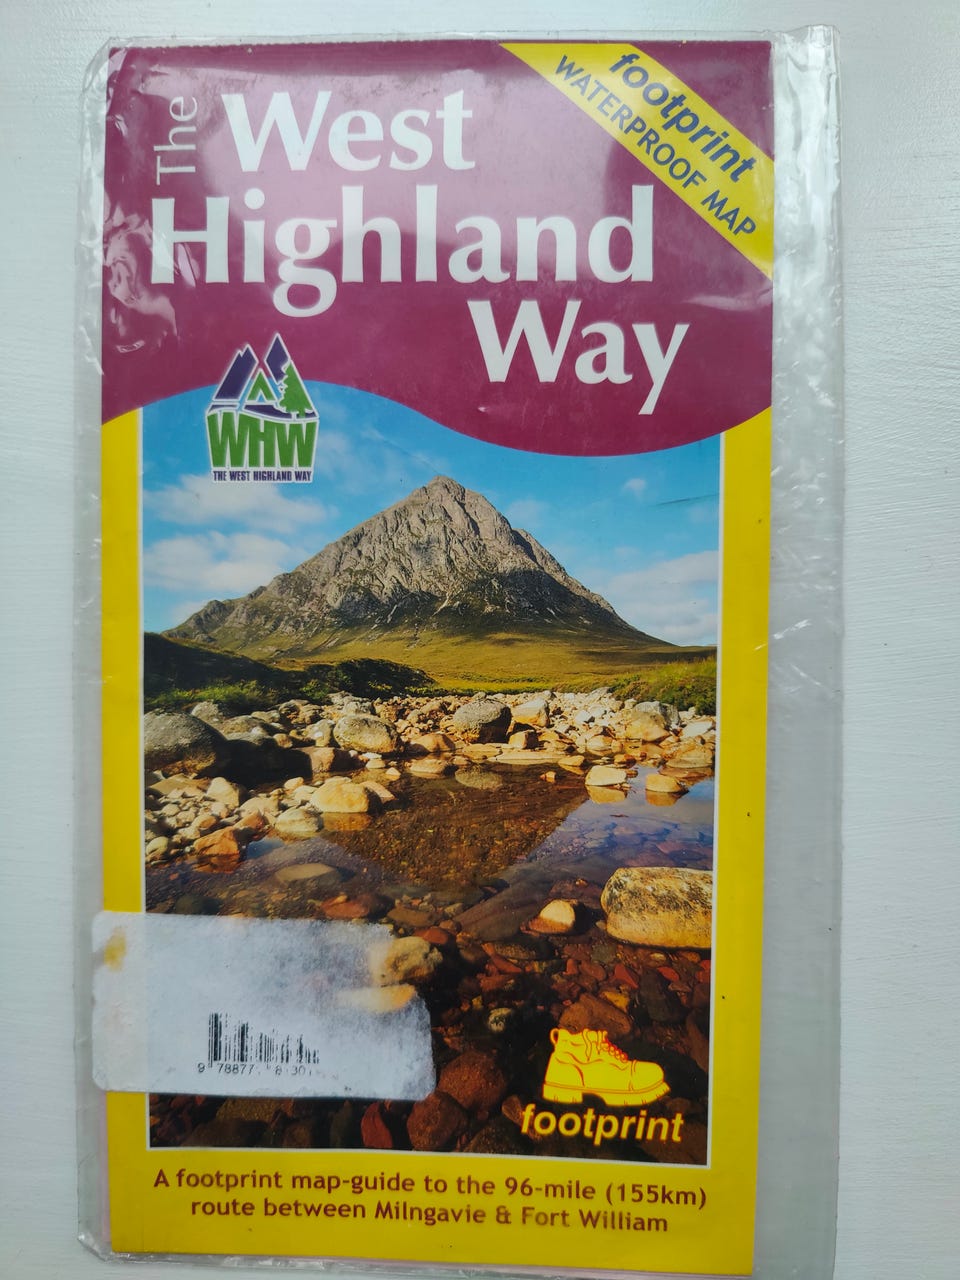 The West
Highland
Way
footprint
WATERPROOF MAP
WHW
THE WEST HIGHLAND WAY
footprint
A footprint map-guide to the 96-mile (155km)
route between Milngavie & Fort William